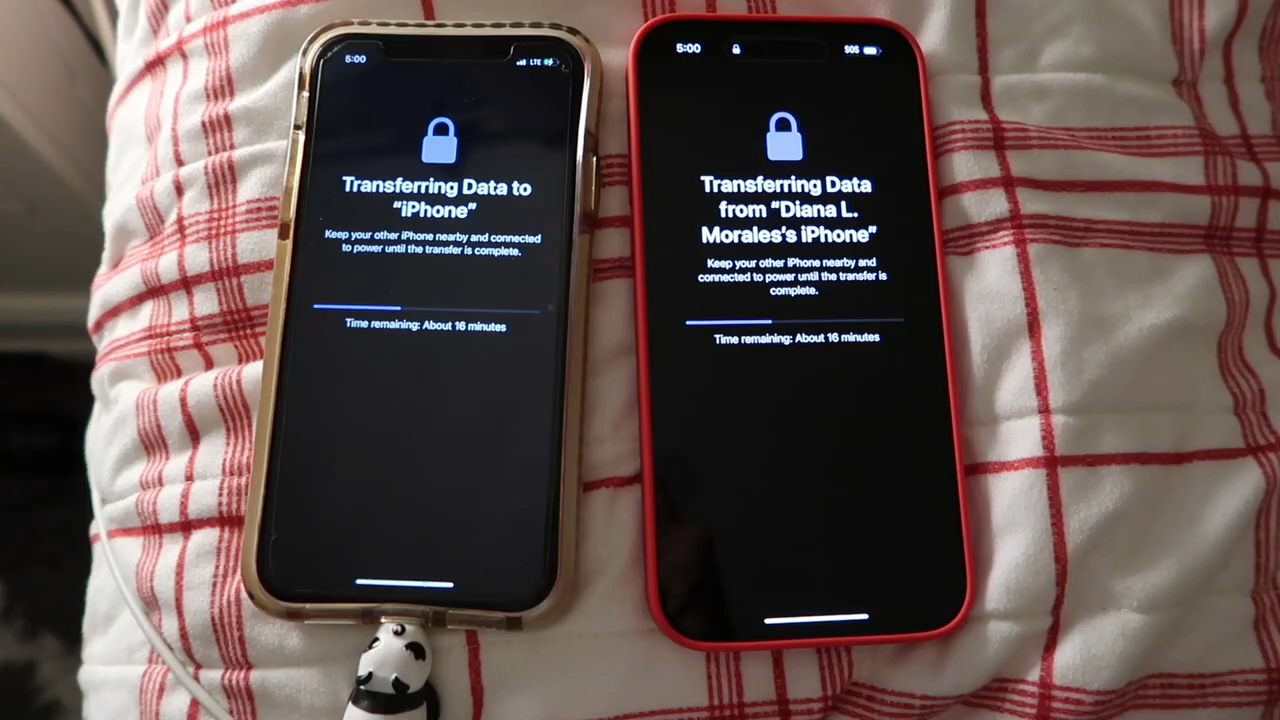 5:00
LTE
Transferring Data to
“iPhone”
Keep your other iPhone nearby and connected
to power until the transfer is complete.
Time remaining: About 16 minutes
5:00
SOS
Transferring Data
from “Diana L.
Morales’s iPhone”
Keep your other iPhone nearby and
connected to power until the transfer is
complete.
Time remaining: About 16 minutes